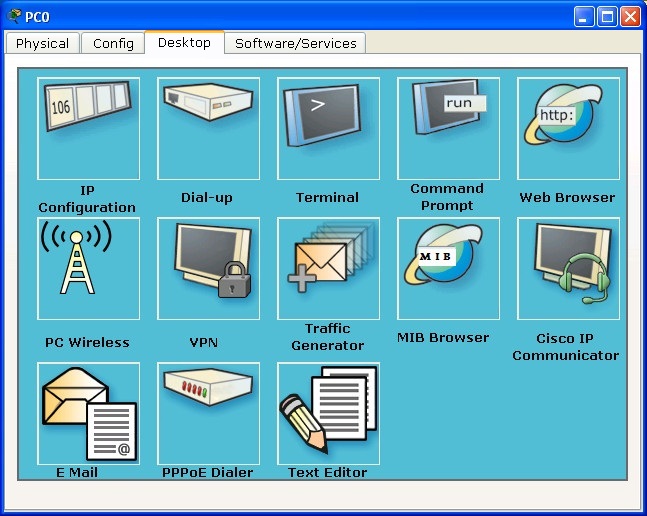 PC0
Physical Config Desktop Software/Services
106
>
run
http:
IP
Configuration
Dial-up
Terminal
Command
Prompt
Web Browser
MIB
PC Wireless
VPN
Traffic
Generator
MIB Browser
Cisco IP
Communicator
@
E Mail
PPPoE Dialer
Text Editor